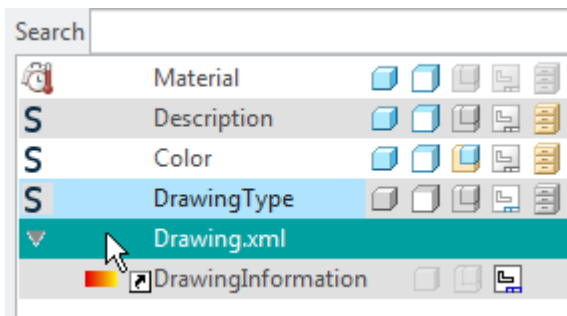 Search
Material
S Description
S Color
S DrawingType
Drawing.xml
DrawingInformation